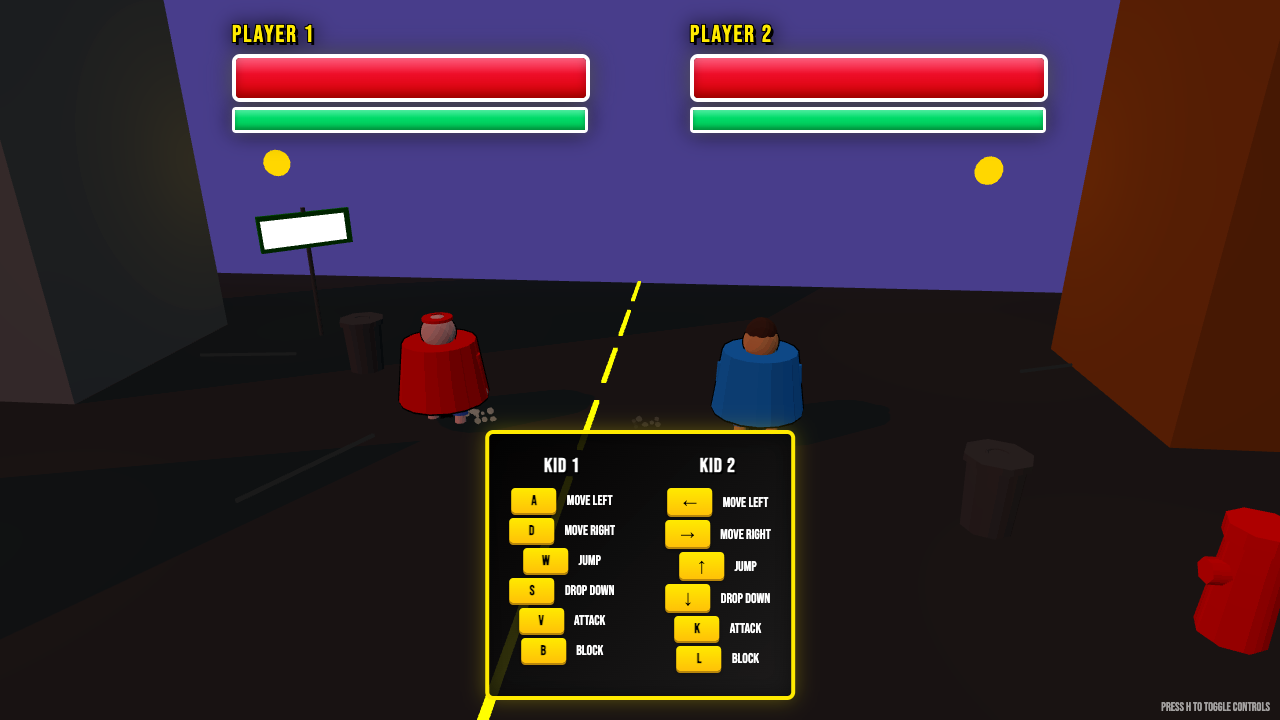 PLAYER 1
PLAYER 2
KID 1
A MOVE LEFT
D MOVE RIGHT
W JUMP
S DROP DOWN
V ATTACK
B BLOCK
KID 2
← MOVE LEFT
→ MOVE RIGHT
↑ JUMP
↓ DROP DOWN
K ATTACK
L BLOCK
PRESS H TO TOGGLE CONTROLS